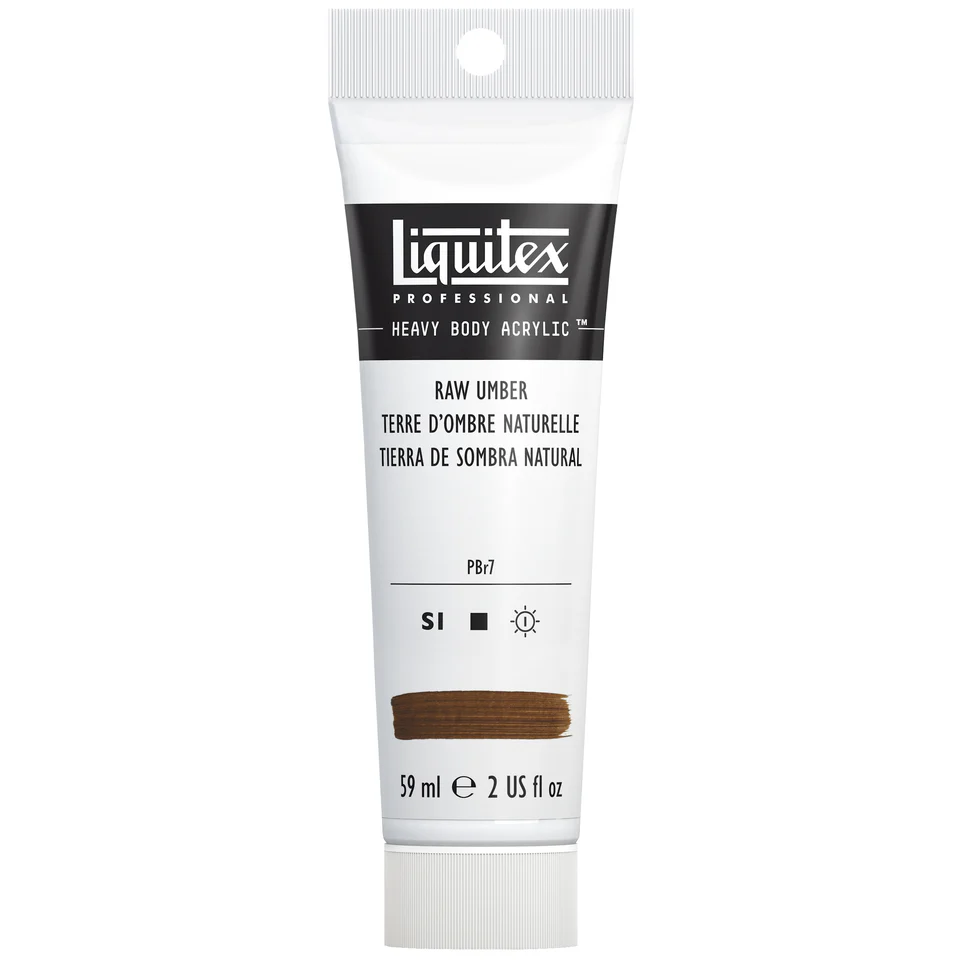 Liquitex
PROFESSIONAL
HEAVY BODY ACRYLIC™
RAW UMBER
TERRE D'OMBRE NATURELLE
TIERRA DE SOMBRA NATURAL
PBr7
S1 ■ I
59 ml ℮ 2 US fl oz